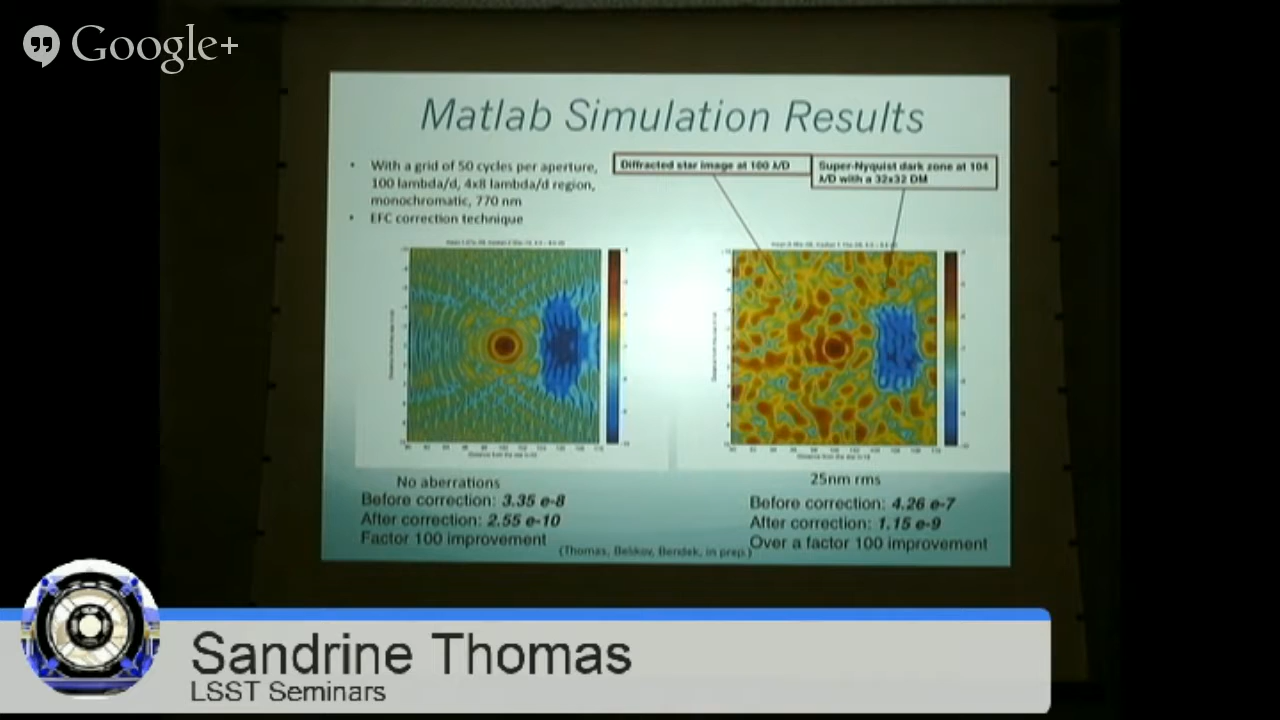 Google+
Matlab Simulation Results
• With a grid of 50 cycles per aperture,
100 lambda/d, 4x8 lambda/d region,
monochromatic, 770 nm
• EFC correction technique
Diffracted star image at 100 λ/D
Super-Nyquist dark zone at 104
λ/D with a 32x32 DM
No aberrations
Before correction: 3.35 e-8
After correction: 2.55 e-10
Factor 100 improvement
25nm rms
Before correction: 4.26 e-7
After correction: 1.15 e-9
Over a factor 100 improvement
(Thomas, Belikov, Bendek, in prep.)
Sandrine Thomas
LSST Seminars